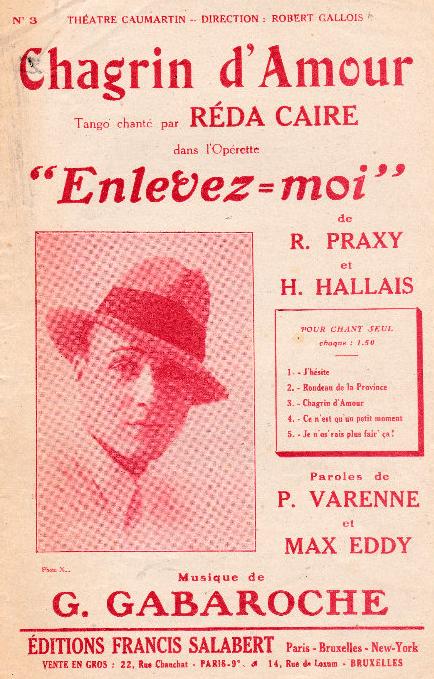 N° 3 THÉATRE CAUMARTIN -- DIRECTION : ROBERT GALLOIS
Chagrin d'Amour
Tango chanté par RÉDA CAIRE
dans l'Opérette
"Enlevez=moi"
de
R. PRAXY
et
H. HALLAIS
POUR CHANT SEUL
chaque : 1.50
1. - J'hésite
2. - Rondeau de la Province
3. - Chagrin d'Amour
4. - Ce n'est qu'un petit moment
5. - Je n'os'rais plus fair' ça !
Paroles de
P. VARENNE
et
MAX EDDY
Photo X...
Musique de
G. GABAROCHE
ÉDITIONS FRANCIS SALABERT Paris - Bruxelles - New-York
VENTE EN GROS : 22, Rue Chauchat - PARIS-9e. 14, Rue de Loxum - BRUXELLES